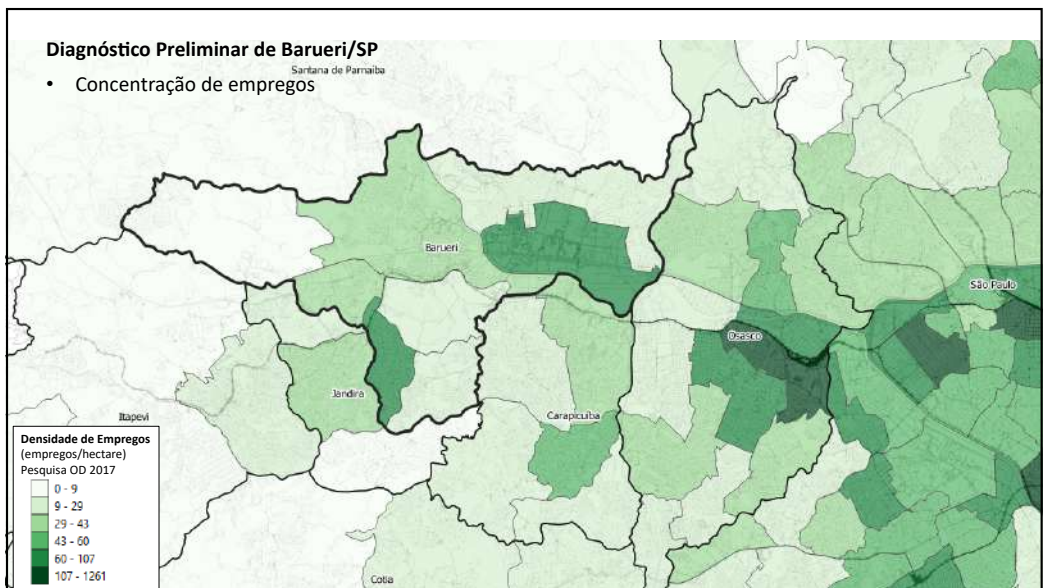 Diagnóstico Preliminar de Barueri/SP
• Concentração de empregos
Santana de Parnaíba
Barueri
São Paulo
Osasco
Jandira
Carapicuíba
Itapevi
Cotia
Densidade de Empregos
(empregos/hectare)
Pesquisa OD 2017
0 - 9
9 - 29
29 - 43
43 - 60
60 - 107
107 - 1261